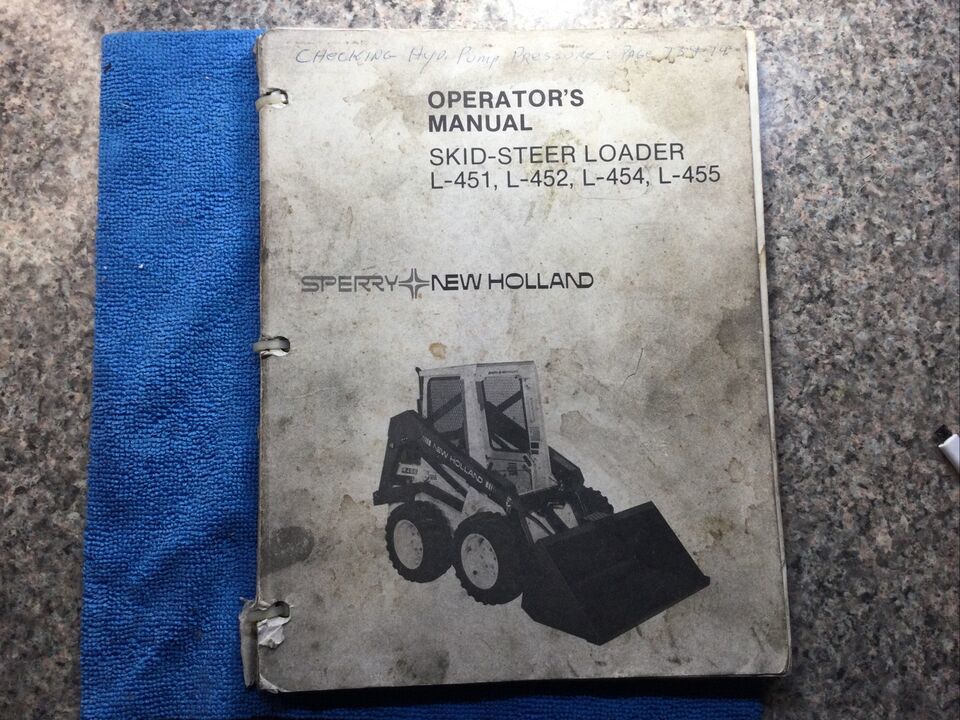 CHECKING HYD. PUMP PRESSURE: PAGE 73 & 74
OPERATOR'S
MANUAL
SKID-STEER LOADER
L-451, L-452, L-454, L-455
SPERRY NEW HOLLAND
NEW HOLLAND